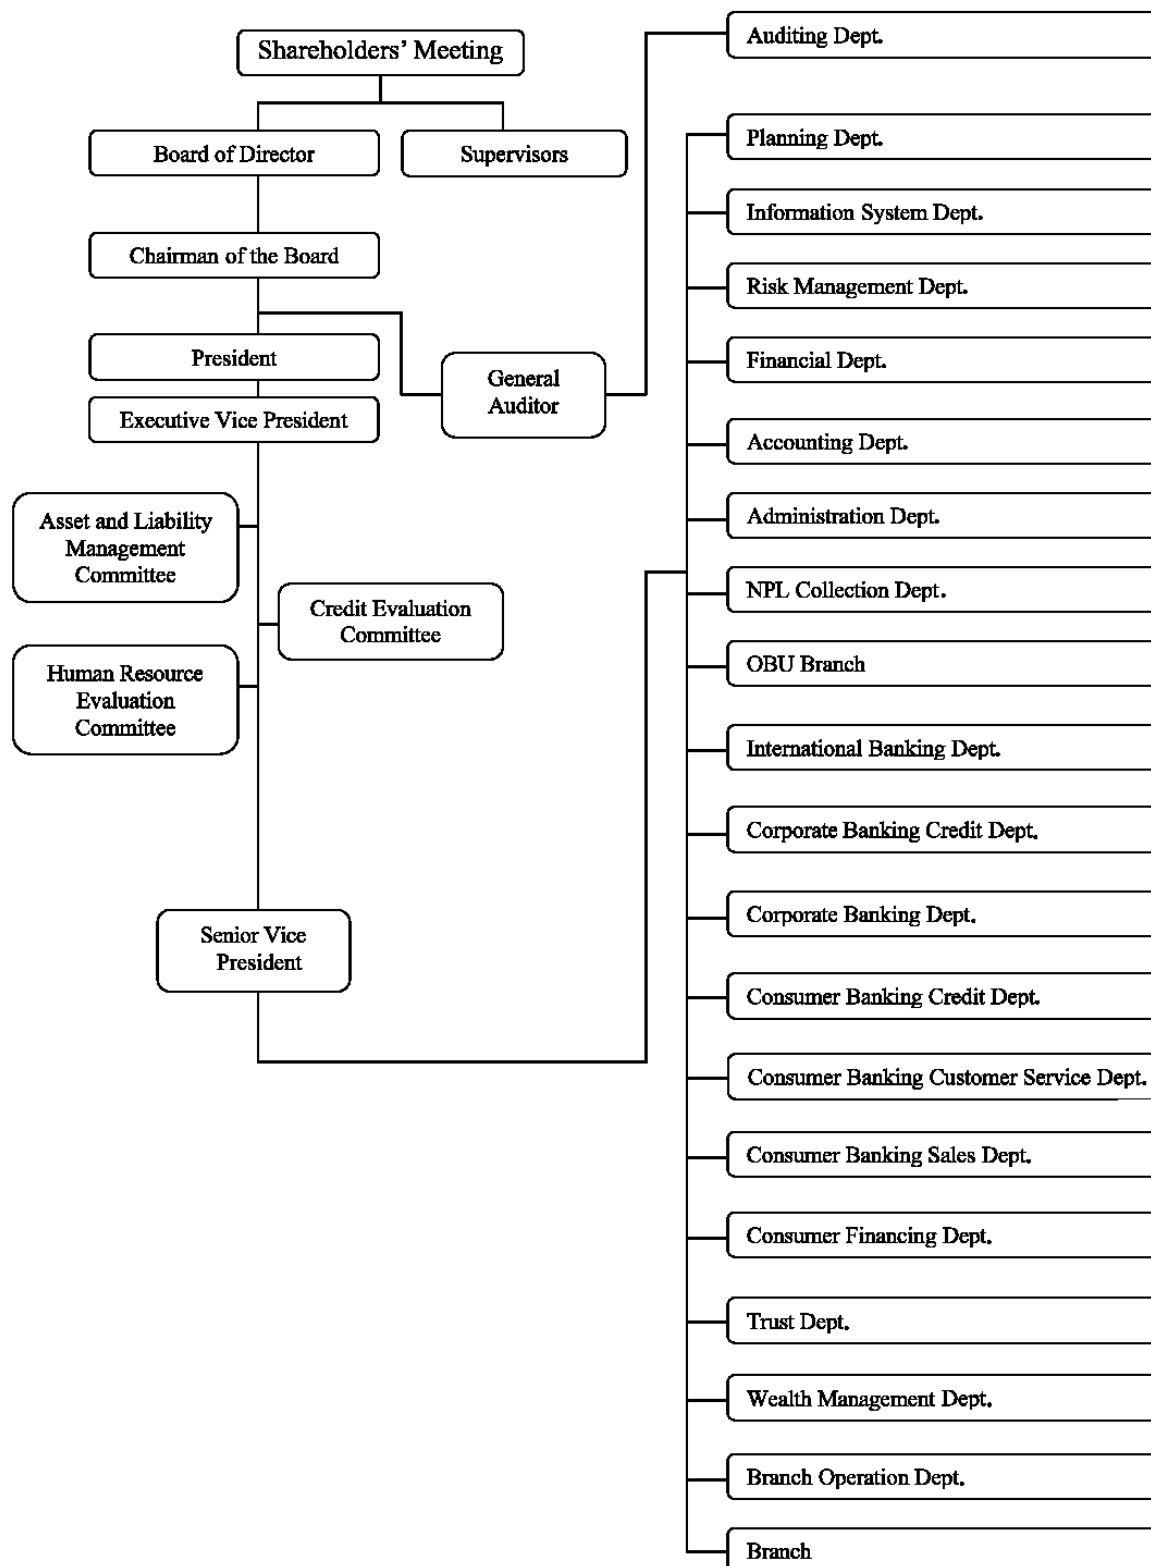 Shareholders' Meeting
Board of Director
Supervisors
Chairman of the Board
President
General
Auditor
Executive Vice President
Asset and Liability
Management
Committee
Credit Evaluation
Committee
Human Resource
Evaluation
Committee
Senior Vice
President
Auditing Dept.
Planning Dept.
Information System Dept.
Risk Management Dept.
Financial Dept.
Accounting Dept.
Administration Dept.
NPL Collection Dept.
OBU Branch
International Banking Dept.
Corporate Banking Credit Dept.
Corporate Banking Dept.
Consumer Banking Credit Dept.
Consumer Banking Customer Service Dept.
Consumer Banking Sales Dept.
Consumer Financing Dept.
Trust Dept.
Wealth Management Dept.
Branch Operation Dept.
Branch